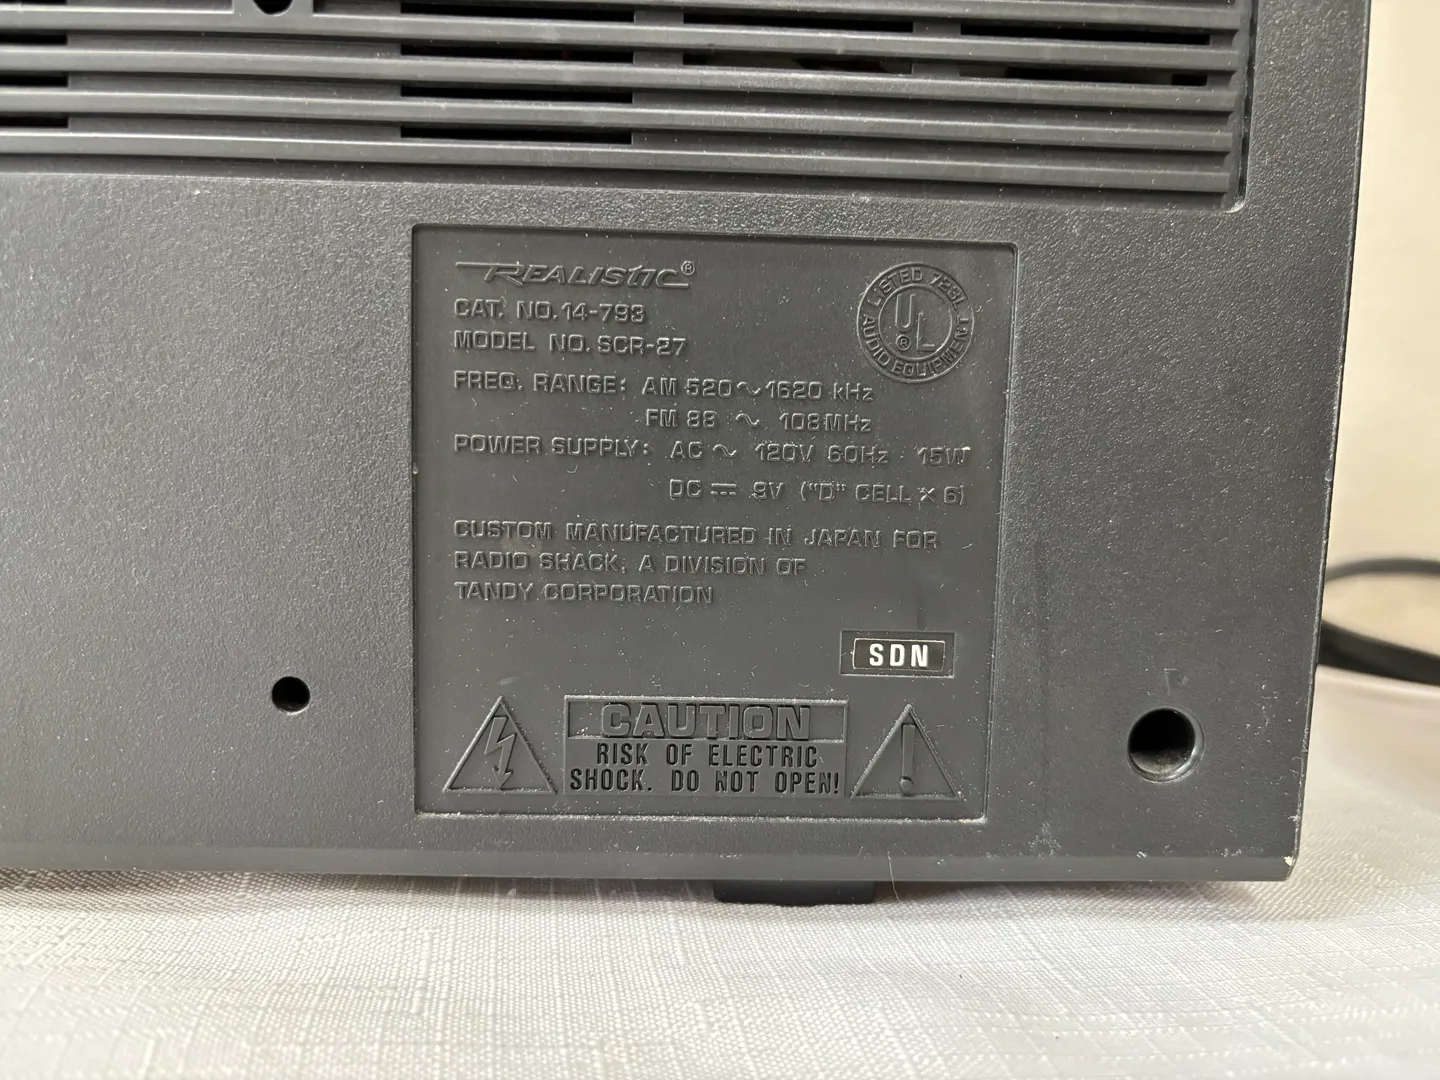 REALISTIC®
CAT. NO. 14-793
MODEL NO. SCR-27
FREQ. RANGE: AM 520～1620 kHz
FM 88 ～ 108MHz
POWER SUPPLY: AC ～ 120V 60Hz 15W
DC ⎓ 9V ("D" CELL × 6)
CUSTOM MANUFACTURED IN JAPAN FOR
RADIO SHACK, A DIVISION OF
TANDY CORPORATION
LISTED 723L
UL®
AUDIO EQUIPMENT
SDN
CAUTION
RISK OF ELECTRIC
SHOCK. DO NOT OPEN!